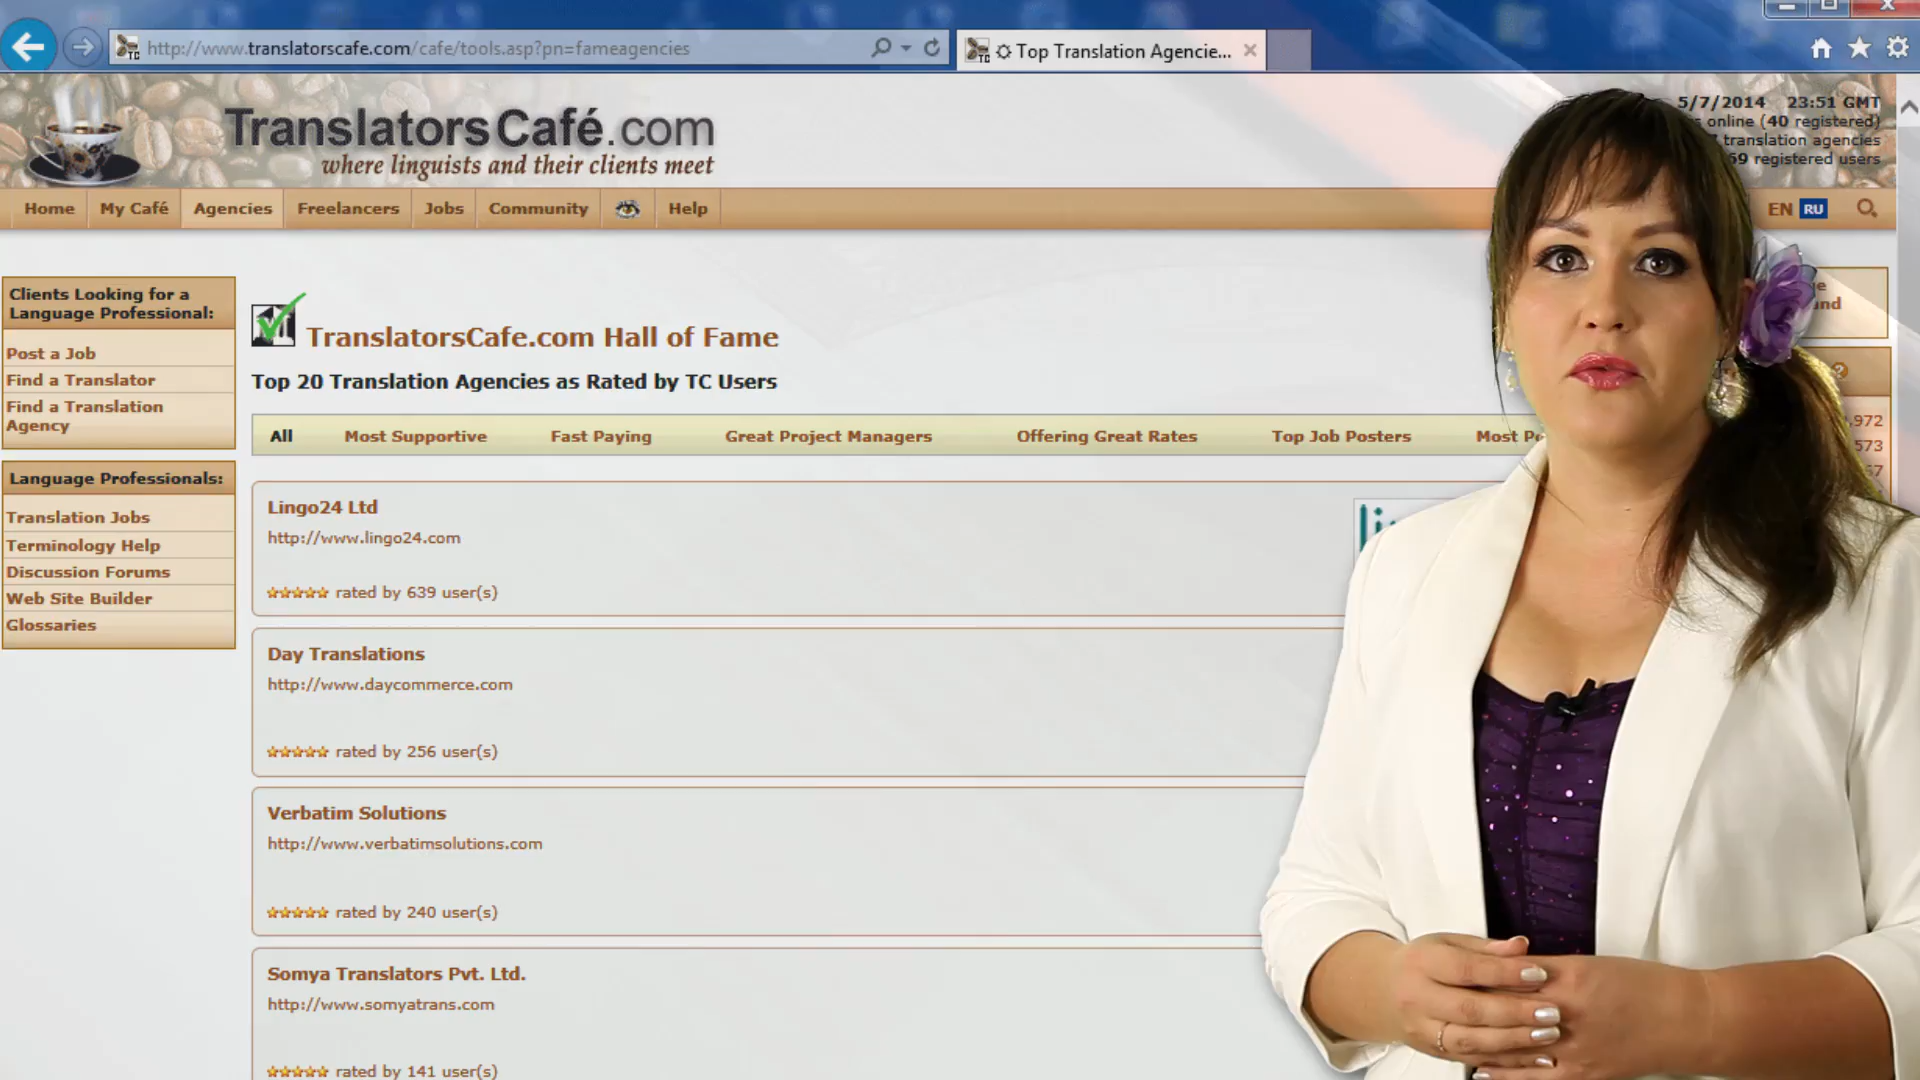 http://www.translatorscafe.com/cafe/tools.asp?pn=fameagencies
TC
Top Translation Agencie...
TranslatorsCafé.com
where linguists and their clients meet
5/7/2014 23:51 GMT
online (40 registered)
translation agencies
registered users
Home
My Café
Agencies
Freelancers
Jobs
Community
Help
EN
RU
Clients Looking for a
Language Professional:
Post a Job
Find a Translator
Find a Translation
Agency
Language Professionals:
Translation Jobs
Terminology Help
Discussion Forums
Web Site Builder
Glossaries
TranslatorsCafe.com Hall of Fame
Top 20 Translation Agencies as Rated by TC Users
All
Most Supportive
Fast Paying
Great Project Managers
Offering Great Rates
Top Job Posters
Most
Lingo24 Ltd
http://www.lingo24.com
rated by 639 user(s)
Day Translations
http://www.daycommerce.com
rated by 256 user(s)
Verbatim Solutions
http://www.verbatimsolutions.com
rated by 240 user(s)
Somya Translators Pvt. Ltd.
http://www.somyatrans.com
rated by 141 user(s)